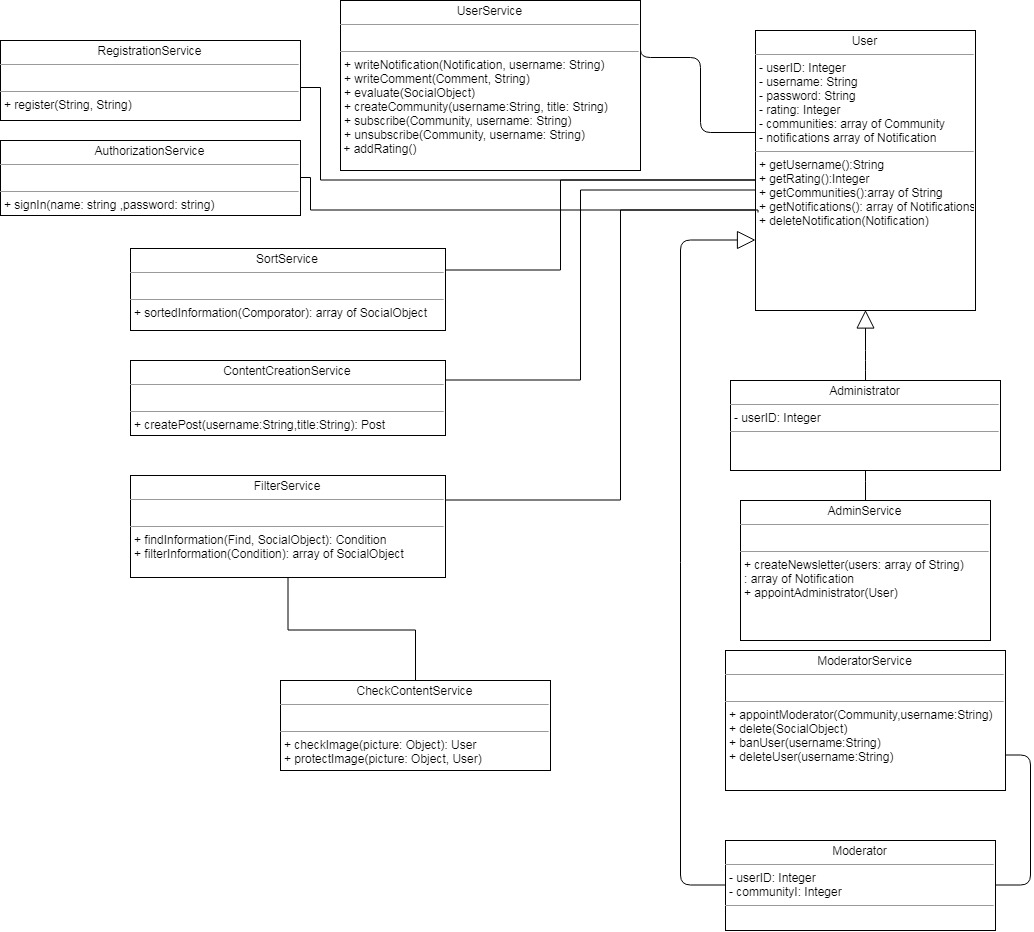 UserService
+ writeNotification(Notification, username: String)
+ writeComment(Comment, String)
+ evaluate(SocialObject)
+ createCommunity(username:String, title: String)
+ subscribe(Community, username: String)
+ unsubscribe(Community, username: String)
+ addRating()
RegistrationService
+ register(String, String)
AuthorizationService
+ signIn(name: string ,password: string)
User
- userID: Integer
- username: String
- password: String
- rating: Integer
- communities: array of Community
- notifications array of Notification
+ getUsername():String
+ getRating():Integer
+ getCommunities():array of String
+ getNotifications(): array of Notifications
+ deleteNotification(Notification)
SortService
+ sortedInformation(Comporator): array of SocialObject
ContentCreationService
+ createPost(username:String,title:String): Post
FilterService
+ findInformation(Find, SocialObject): Condition
+ filterInformation(Condition): array of SocialObject
CheckContentService
+ checkImage(picture: Object): User
+ protectImage(picture: Object, User)
Administrator
- userID: Integer
AdminService
+ createNewsletter(users: array of String)
: array of Notification
+ appointAdministrator(User)
ModeratorService
+ appointModerator(Community,username:String)
+ delete(SocialObject)
+ banUser(username:String)
+ deleteUser(username:String)
Moderator
- userID: Integer
- communityI: Integer